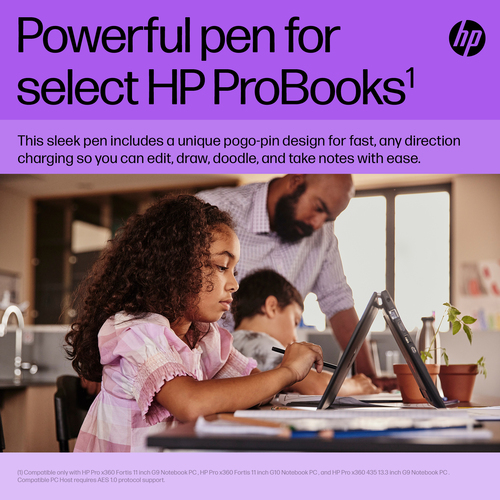 Powerful pen for
hp
select HP ProBooks¹
This sleek pen includes a unique pogo-pin design for fast, any direction
charging so you can edit, draw, doodle, and take notes with ease.
[1] Compatible only with HP Pro x360 Fortis 11 inch G9 Notebook PC , HP Pro x360 Fortis 11 inch G10 Notebook PC , and HP Pro x360 435 13.3 inch G9 Notebook PC .
Compatible PC Host requires AES 1.0 protocol support